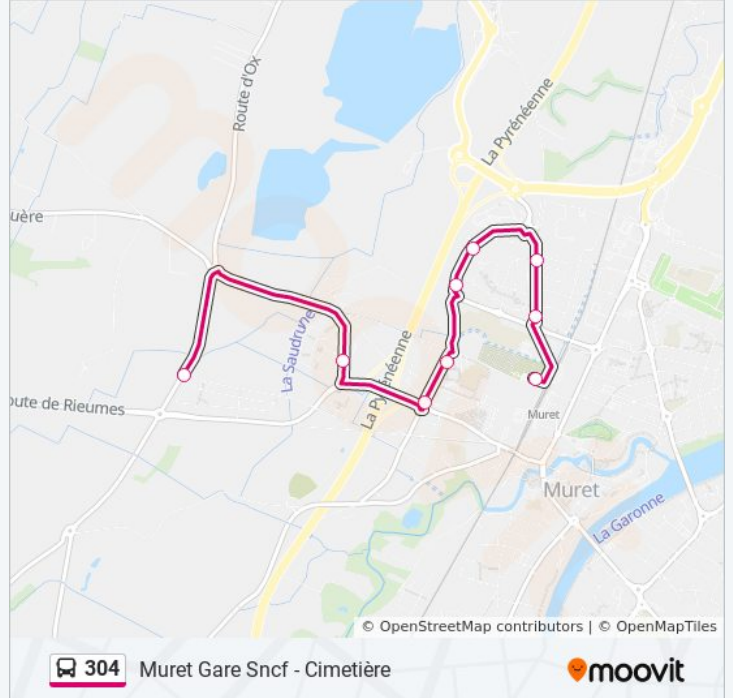 Route d'Ox
La Pyrénéenne
uère
La Saudrune
La Pyrénéenne
oute de Rieumes
Muret
Muret
La Garonne
© OpenStreetMap contributors | © OpenMapTiles
304 Muret Gare Sncf - Cimetière
moovit